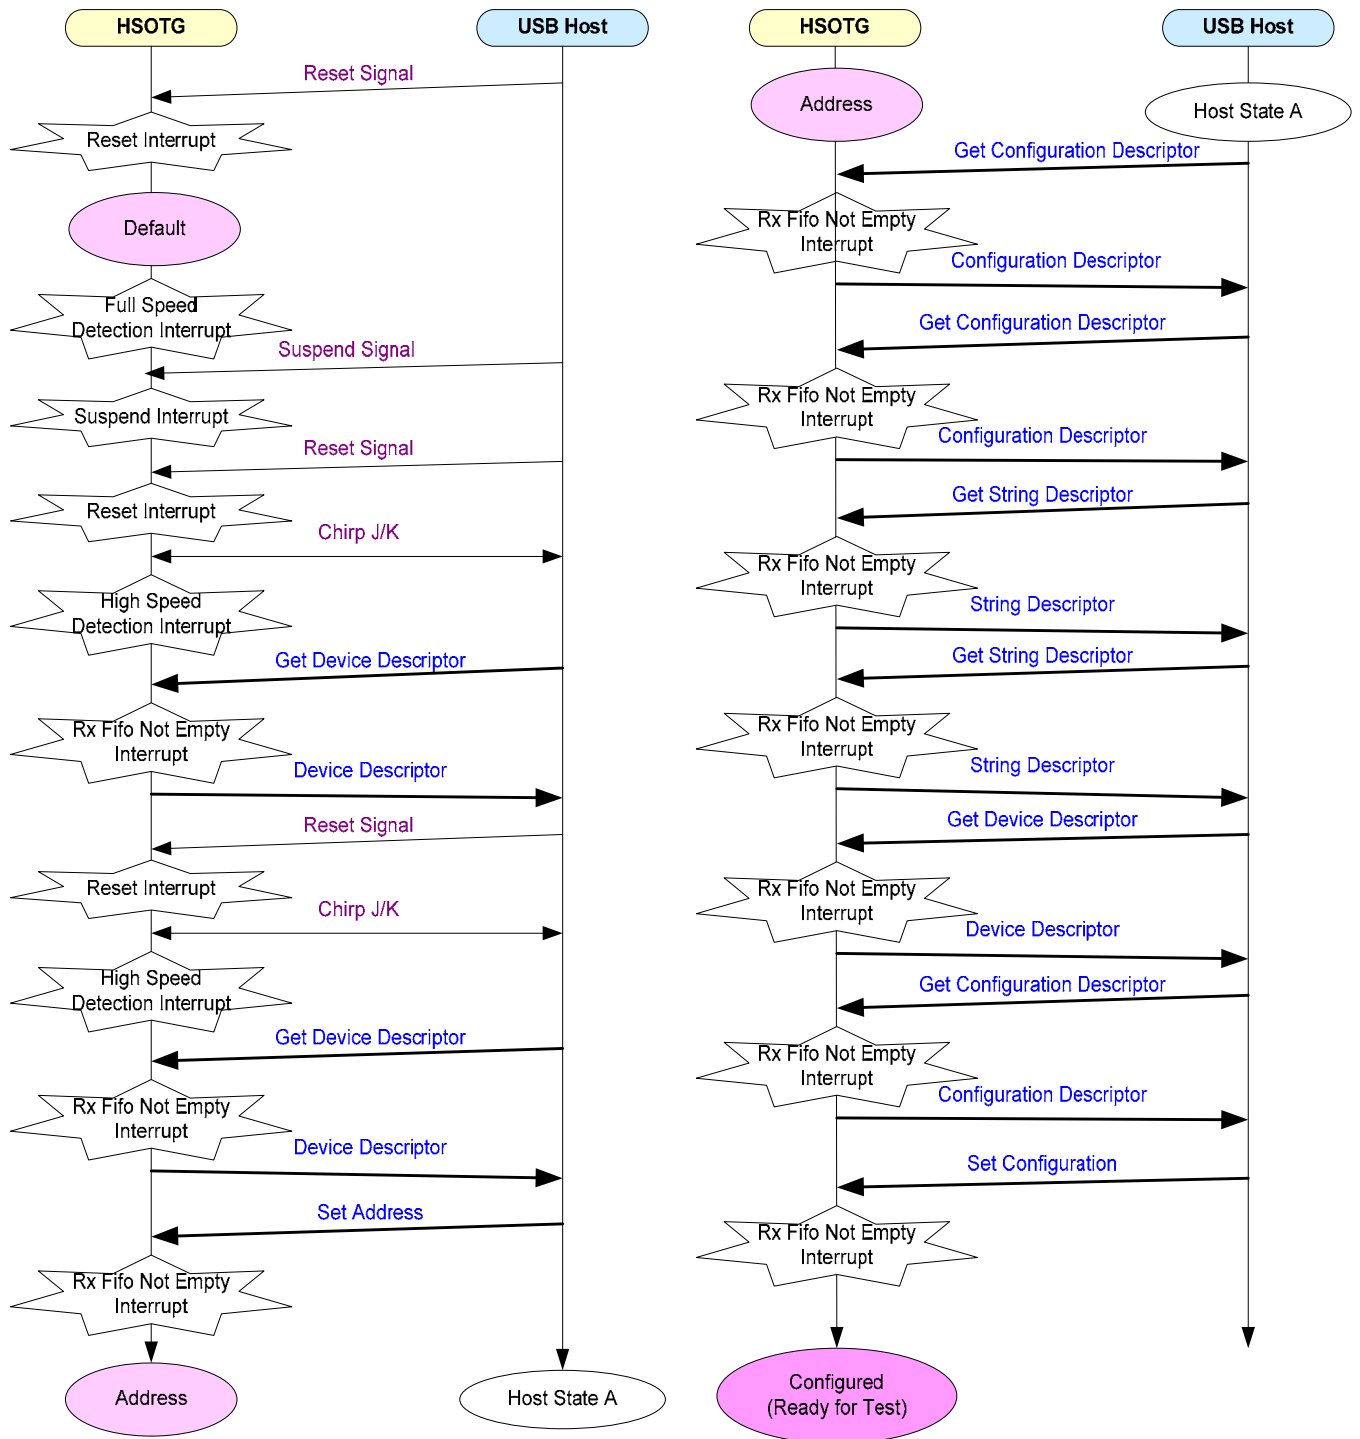 HSOTG
USB Host
Reset Signal
Reset Interrupt
Default
Full Speed
Detection Interrupt
Suspend Signal
Suspend Interrupt
Reset Signal
Reset Interrupt
Chirp J/K
High Speed
Detection Interrupt
Get Device Descriptor
Rx Fifo Not Empty
Interrupt
Device Descriptor
Reset Signal
Reset Interrupt
Chirp J/K
High Speed
Detection Interrupt
Get Device Descriptor
Rx Fifo Not Empty
Interrupt
Device Descriptor
Set Address
Rx Fifo Not Empty
Interrupt
Address
Host State A
HSOTG
USB Host
Address
Host State A
Get Configuration Descriptor
Rx Fifo Not Empty
Interrupt
Configuration Descriptor
Get Configuration Descriptor
Rx Fifo Not Empty
Interrupt
Configuration Descriptor
Get String Descriptor
Rx Fifo Not Empty
Interrupt
String Descriptor
Get String Descriptor
Rx Fifo Not Empty
Interrupt
String Descriptor
Get Device Descriptor
Rx Fifo Not Empty
Interrupt
Device Descriptor
Get Configuration Descriptor
Rx Fifo Not Empty
Interrupt
Configuration Descriptor
Set Configuration
Rx Fifo Not Empty
Interrupt
Configured
(Ready for Test)